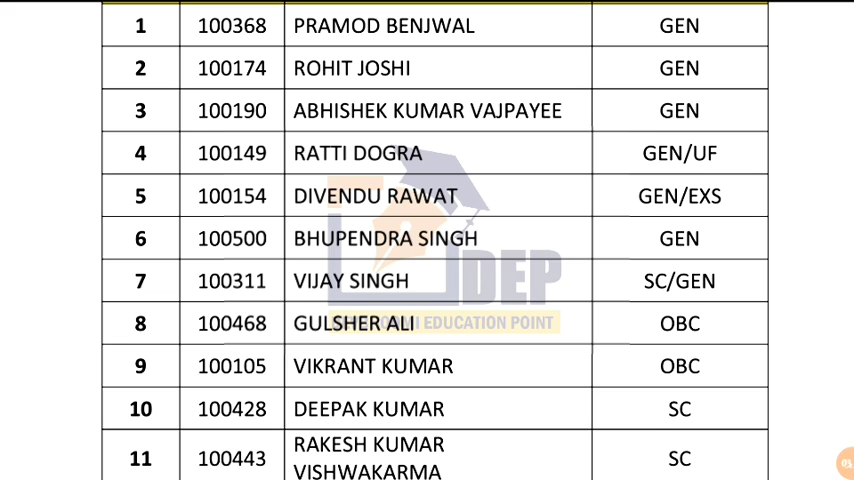 1 100368 PRAMOD BENJWAL GEN
2 100174 ROHIT JOSHI GEN
3 100190 ABHISHEK KUMAR VAJPAYEE GEN
4 100149 RATTI DOGRA GEN/UF
5 100154 DIVENDU RAWAT GEN/EXS
6 100500 BHUPENDRA SINGH GEN
7 100311 VIJAY SINGH SC/GEN
DEP
8 100468 GULSHER ALI OBC
EDUCATION POINT
9 100105 VIKRANT KUMAR OBC
10 100428 DEEPAK KUMAR SC
11 100443 RAKESH KUMAR
VISHWAKARMA SC